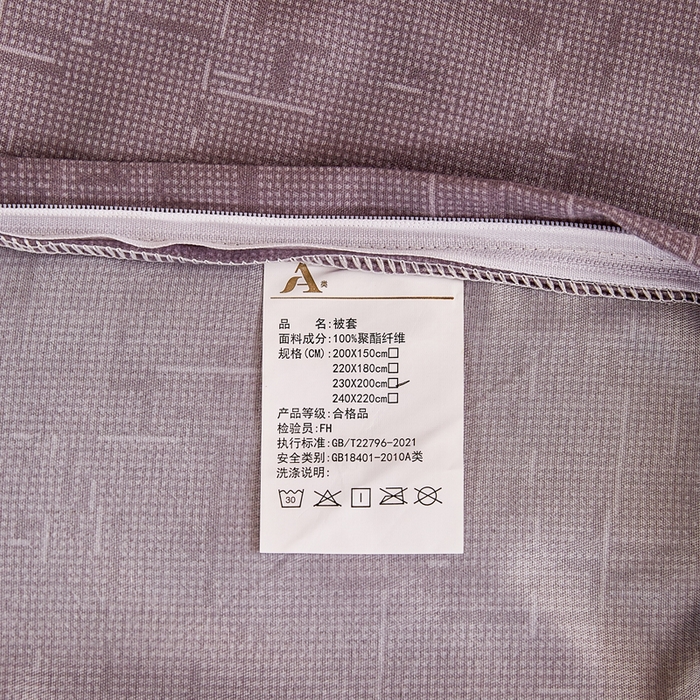 A类
品 名:被套
面料成分:100%聚酯纤维
规格(CM):200X150cm□
220X180cm□
230X200cm□✓
240X220cm□
产品等级:合格品
检验员:FH
执行标准:GB/T22796-2021
安全类别:GB18401-2010A类
洗涤说明:
30